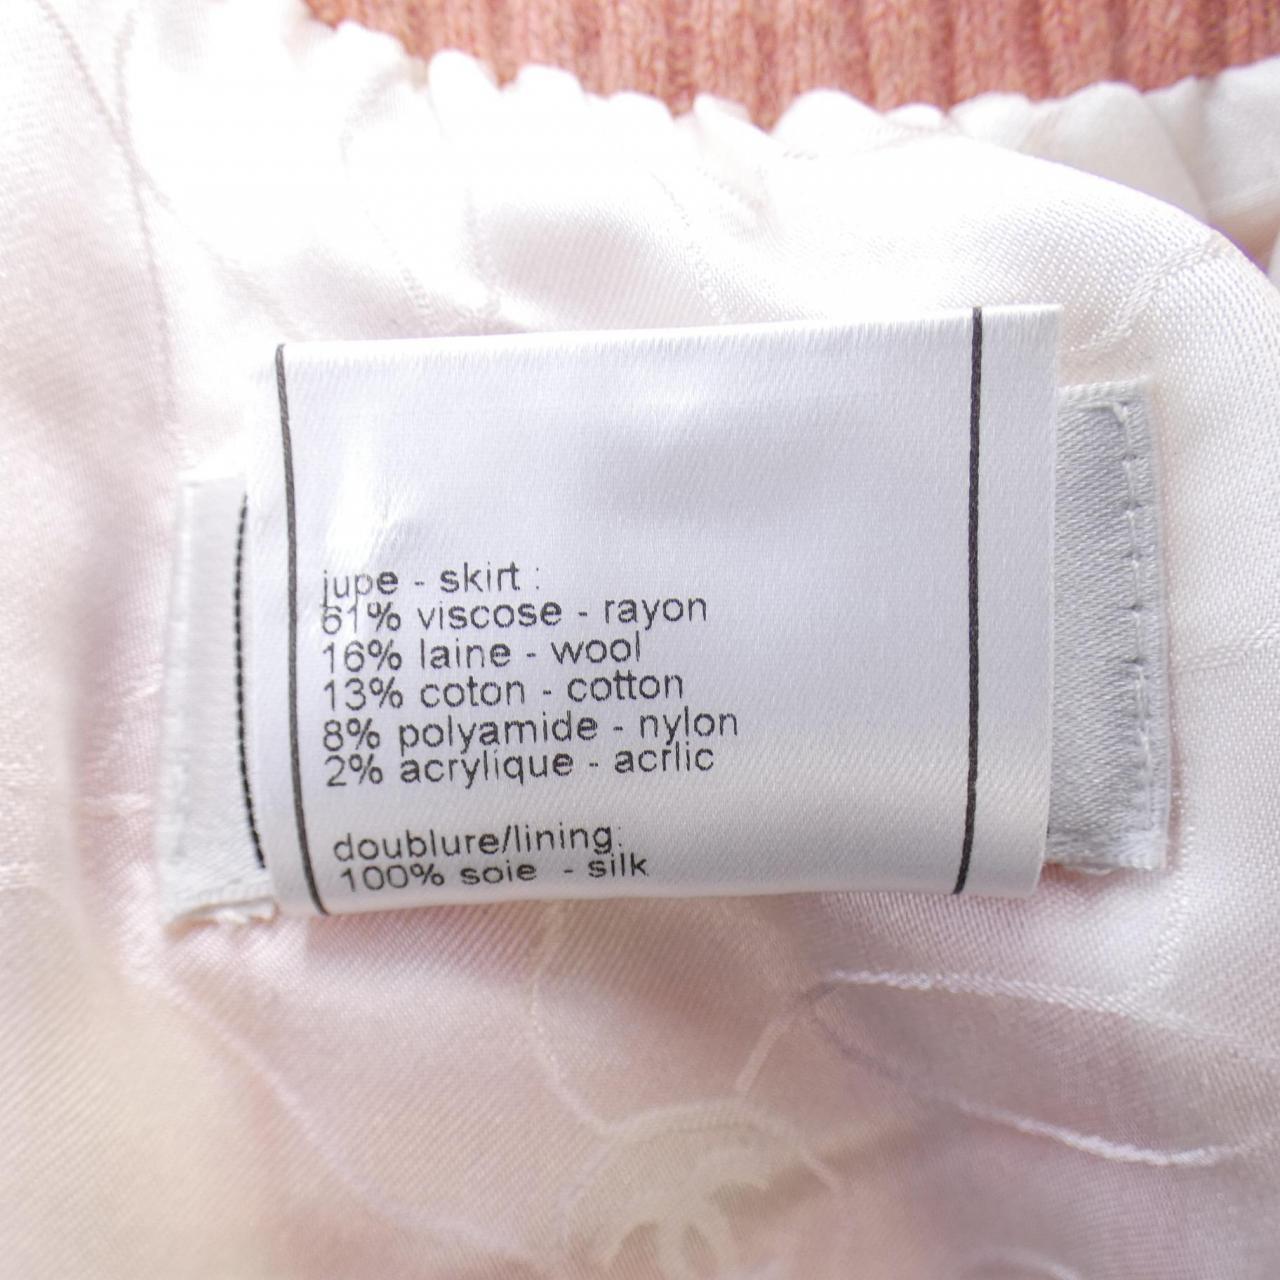 jupe - skirt :
61% viscose - rayon
16% laine - wool
13% coton - cotton
8% polyamide - nylon
2% acrylique - acrlic
doublure/lining:
100% soie - silk